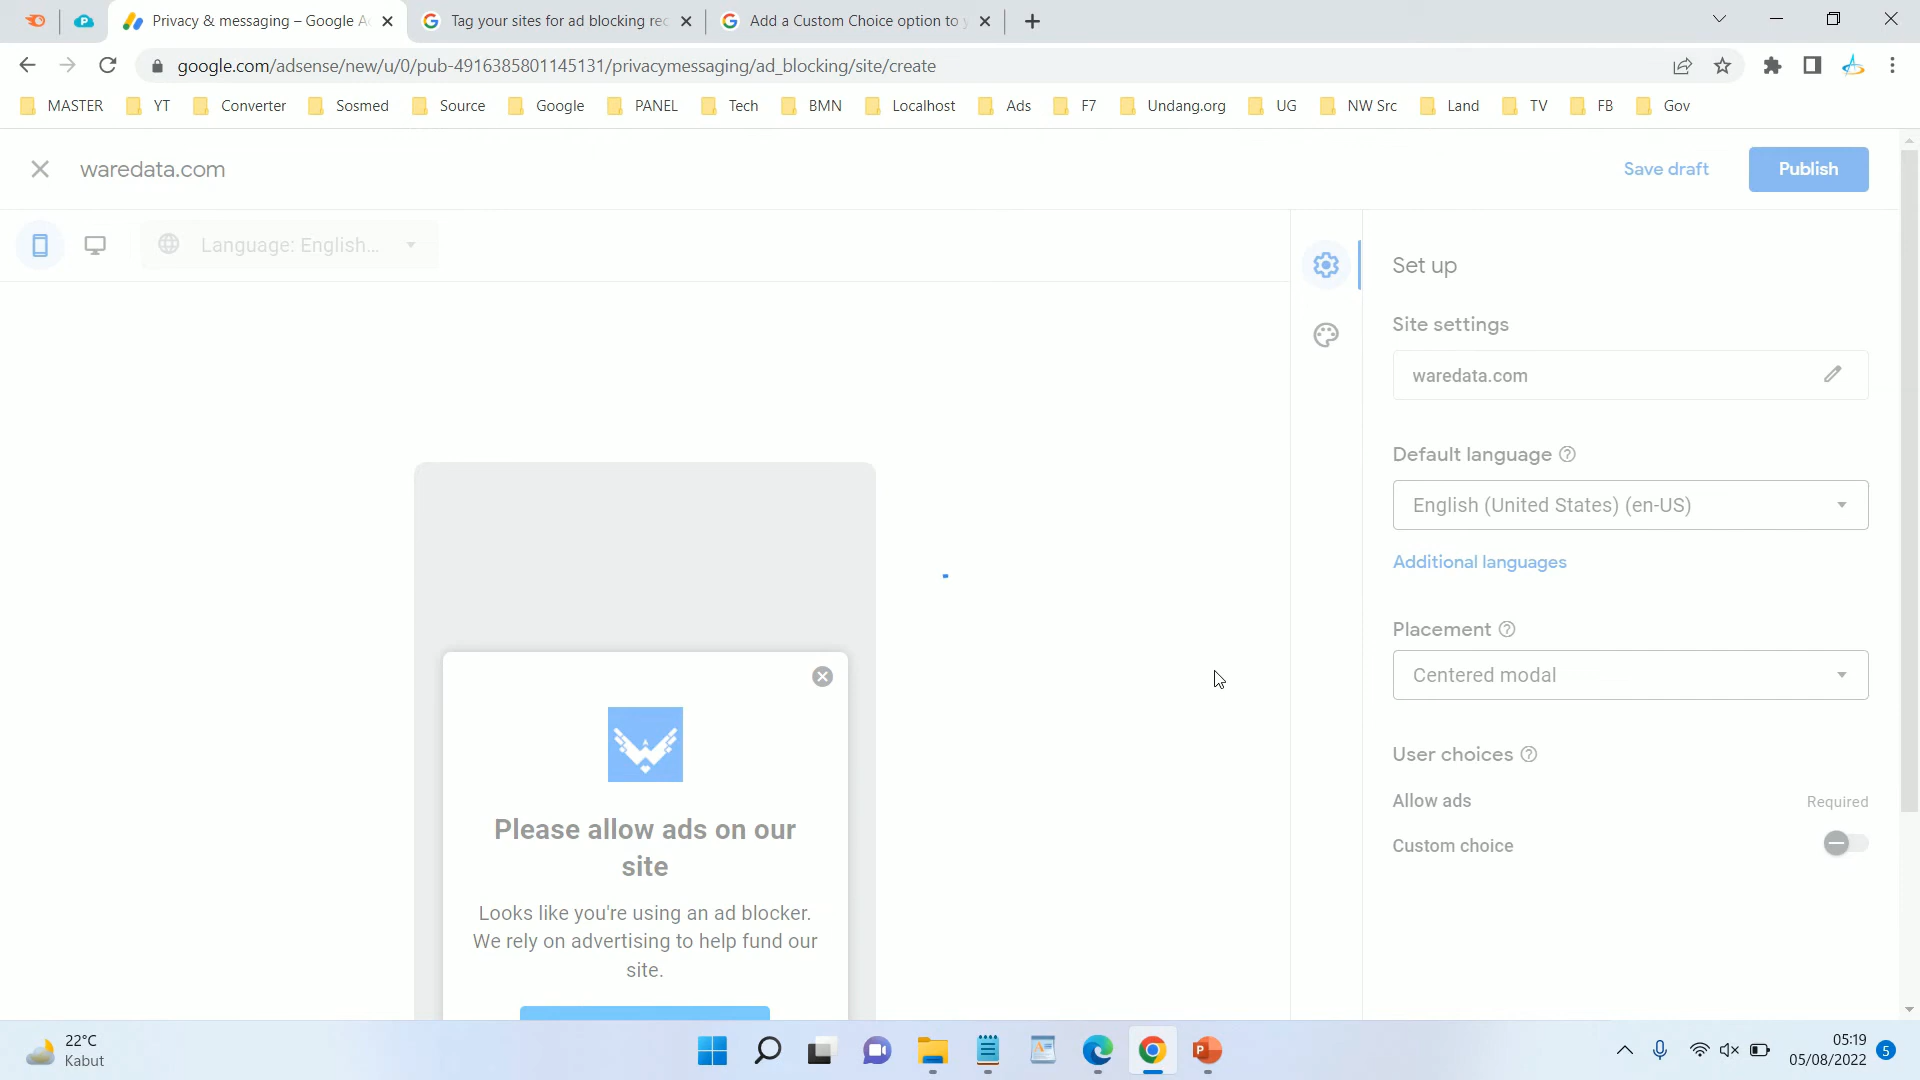 Privacy & messaging – Google A
Tag your sites for ad blocking rec
Add a Custom Choice option to y
google.com/adsense/new/u/0/pub-4916385801145131/privacymessaging/ad_blocking/site/create
MASTER YT Converter Sosmed Source Google PANEL Tech BMN Localhost Ads F7 Undang.org UG NW Src Land TV FB Gov
waredata.com
Save draft
Publish
Language: English...
Set up
Site settings
waredata.com
Default language
English (United States) (en-US)
Additional languages
Placement
Centered modal
User choices
Allow ads
Required
Custom choice
Please allow ads on our
site
Looks like you're using an ad blocker.
We rely on advertising to help fund our
site.
22°C
Kabut
05:19
05/08/2022
5